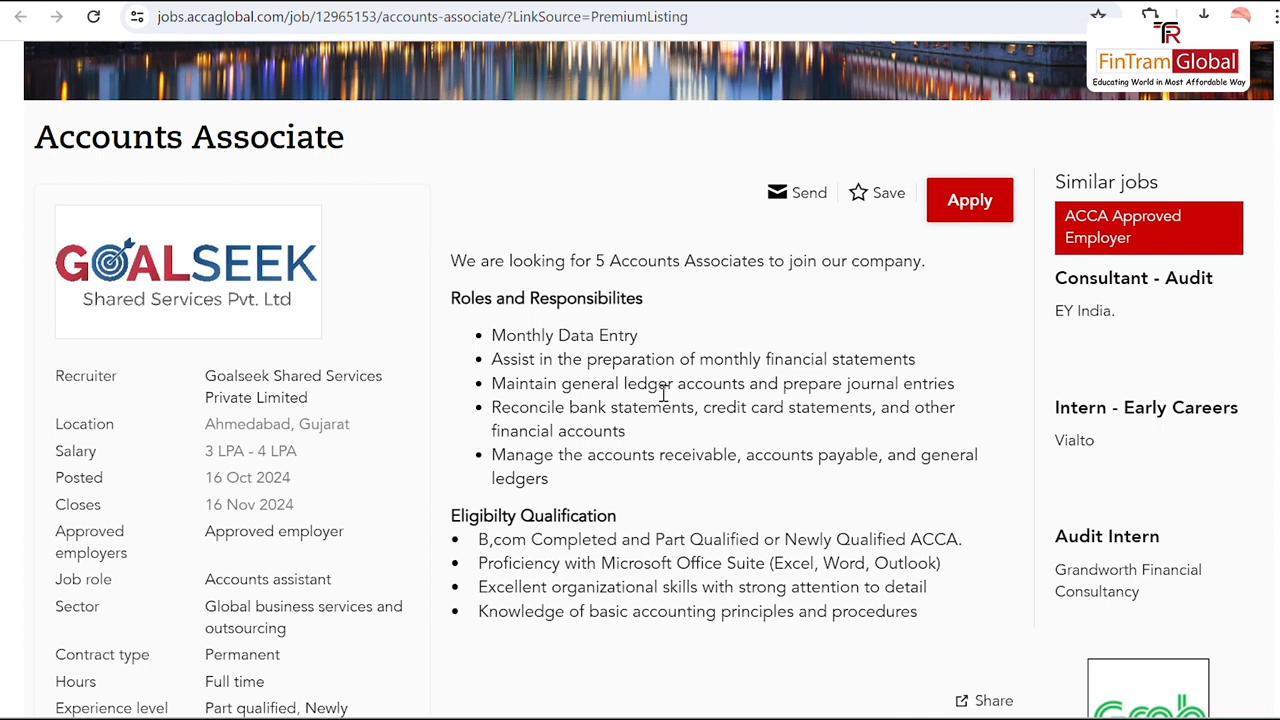 jobs.accaglobal.com/job/12965153/accounts-associate/?LinkSource=PremiumListing
FinTram Global
Educating World in Most Affordable Way
Accounts Associate
Send
Save
Apply
GOALSEEK
Shared Services Pvt. Ltd
Recruiter
Goalseek Shared Services
Private Limited
Location
Ahmedabad, Gujarat
Salary
3 LPA - 4 LPA
Posted
16 Oct 2024
Closes
16 Nov 2024
Approved
employers
Approved employer
Job role
Accounts assistant
Sector
Global business services and
outsourcing
Contract type
Permanent
Hours
Full time
Experience level
Part qualified, Newly
We are looking for 5 Accounts Associates to join our company.
Roles and Responsibilites
• Monthly Data Entry
• Assist in the preparation of monthly financial statements
• Maintain general ledger accounts and prepare journal entries
• Reconcile bank statements, credit card statements, and other
financial accounts
• Manage the accounts receivable, accounts payable, and general
ledgers
Eligibilty Qualification
• B,com Completed and Part Qualified or Newly Qualified ACCA.
• Proficiency with Microsoft Office Suite (Excel, Word, Outlook)
• Excellent organizational skills with strong attention to detail
• Knowledge of basic accounting principles and procedures
Share
Similar jobs
ACCA Approved
Employer
Consultant - Audit
EY India.
Intern - Early Careers
Vialto
Audit Intern
Grandworth Financial
Consultancy
Grab